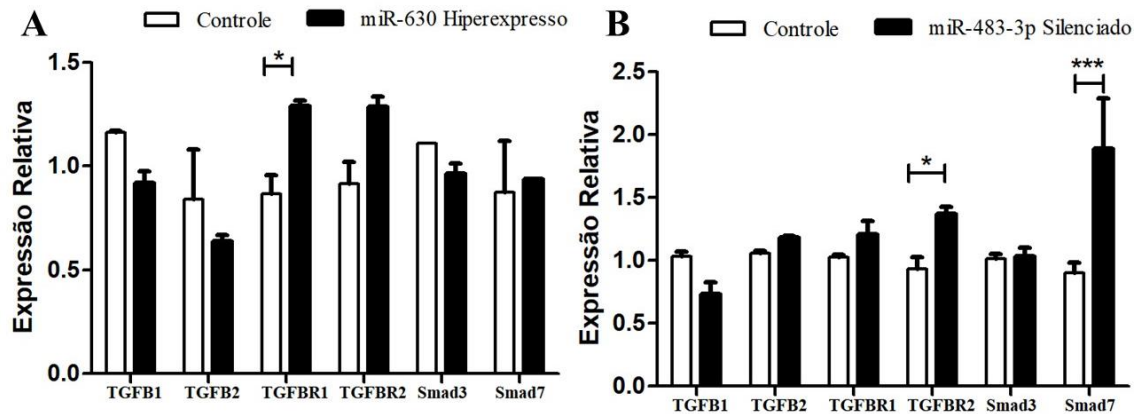 A
Controle
miR-630 Hiperexpresso
Expressão Relativa
1.5
1.0
0.5
0.0
*
TGFB1
TGFB2
TGFBR1
TGFBR2
Smad3
Smad7
B
Controle
miR-483-3p Silenciado
Expressão Relativa
2.5
2.0
1.5
1.0
0.5
0.0
*
***
TGFB1
TGFB2
TGFBR1
TGFBR2
Smad3
Smad7